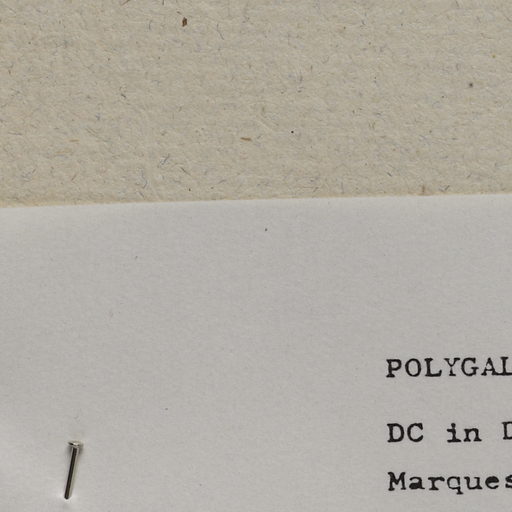 POLYGAL
DC in D
Marques